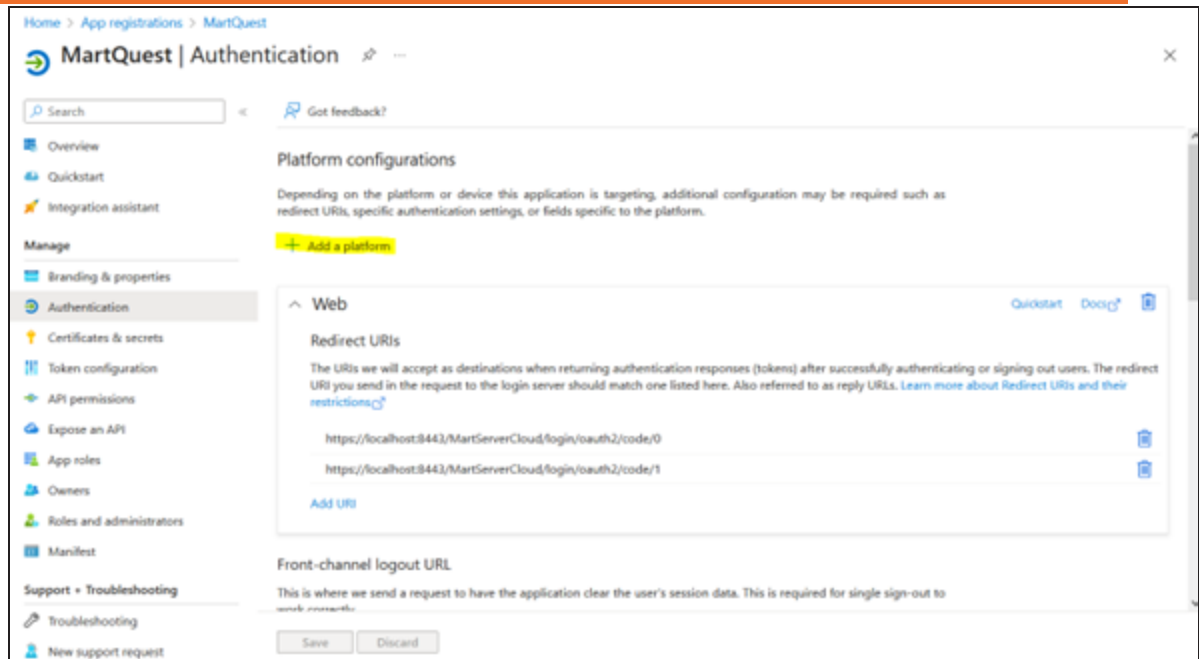 Home > App registrations > MartQuest
MartQuest | Authentication
Search
Got feedback?
Overview
Quickstart
Integration assistant
Manage
Branding & properties
Authentication
Certificates & secrets
Token configuration
API permissions
Expose an API
App roles
Owners
Roles and administrators
Manifest
Support + Troubleshooting
Troubleshooting
New support request
Platform configurations
Depending on the platform or device this application is targeting, additional configuration may be required such as
redirect URIs, specific authentication settings, or fields specific to the platform.
+ Add a platform
Web
Quickstart Docs
Redirect URIs
The URIs we will accept as destinations when returning authentication responses (tokens) after successfully authenticating or signing out users. The redirect
URI you send in the request to the login server should match one listed here. Also referred to as reply URLs. Learn more about Redirect URIs and their
restrictions
https://localhost:8443/MartServerCloud/login/oauth2/code/0
https://localhost:8443/MartServerCloud/login/oauth2/code/1
Add URI
Front-channel logout URL
This is where we send a request to have the application clear the user's session data. This is required for single sign-out to
work correctly.
Save Discard